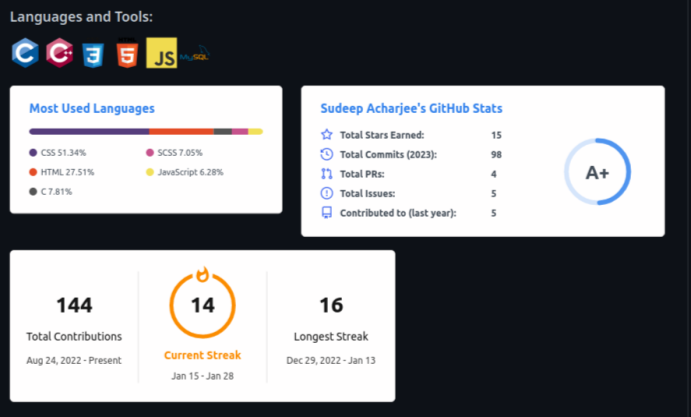 Languages and Tools:
C C++ 3 5 JS MySQL
Most Used Languages
CSS 51.34%
SCSS 7.05%
HTML 27.51%
JavaScript 6.28%
C 7.81%
Sudeep Acharjee's GitHub Stats
Total Stars Earned: 15
Total Commits (2023): 98
Total PRs: 4
Total Issues: 5
Contributed to (last year): 5
A+
144
Total Contributions
Aug 24, 2022 - Present
14
Current Streak
Jan 15 - Jan 28
16
Longest Streak
Dec 29, 2022 - Jan 13